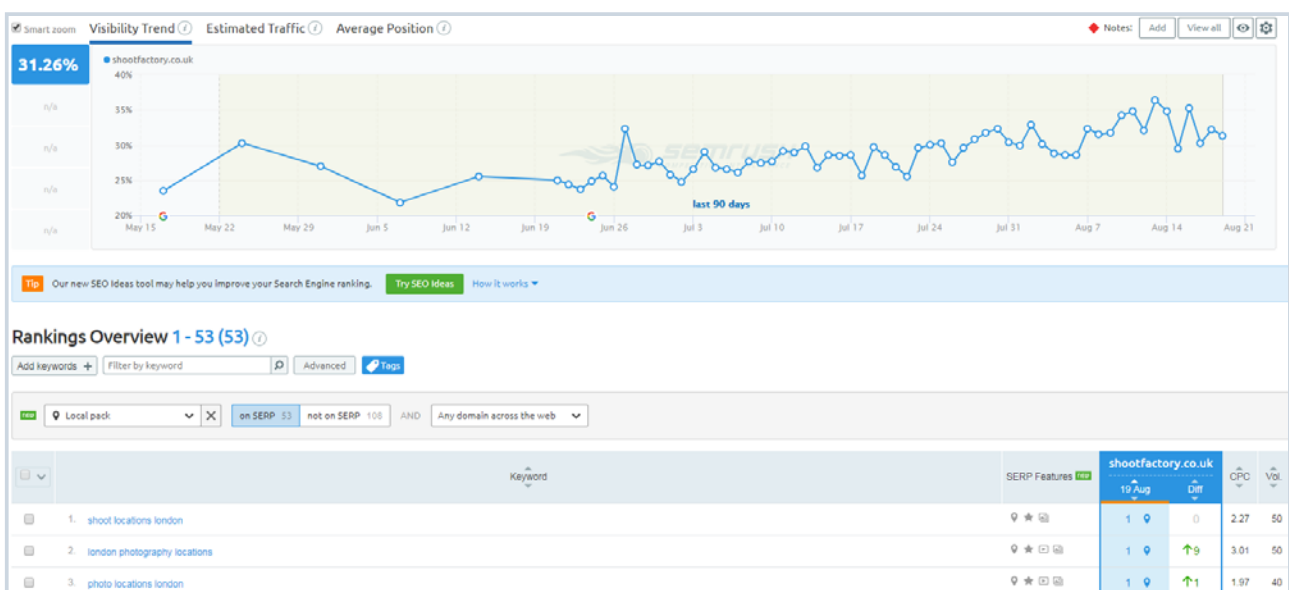 Smart zoom Visibility Trend i Estimated Traffic i Average Position i Notes: Add View all
31.26%
n/a
n/a
n/a
n/a
shootfactory.co.uk
40%
35%
30%
25%
20%
semrush
last 90 days
May 15 May 22 May 29 Jun 5 Jun 12 Jun 19 Jun 26 Jul 3 Jul 10 Jul 17 Jul 24 Jul 31 Aug 7 Aug 14 Aug 21
Tip Our new SEO Ideas tool may help you improve your Search Engine ranking. Try SEO Ideas How it works
Rankings Overview 1 - 53 (53) i
Add keywords + Filter by keyword Advanced Tags
new Local pack on SERP 53 not on SERP 108 AND Any domain across the web
Keyword SERP Features new shootfactory.co.uk CPC Vol.
19 Aug Diff
1. shoot locations london 1 0 2.27 50
2. london photography locations 1 9 3.01 50
3. photo locations london 1 1 1.97 40